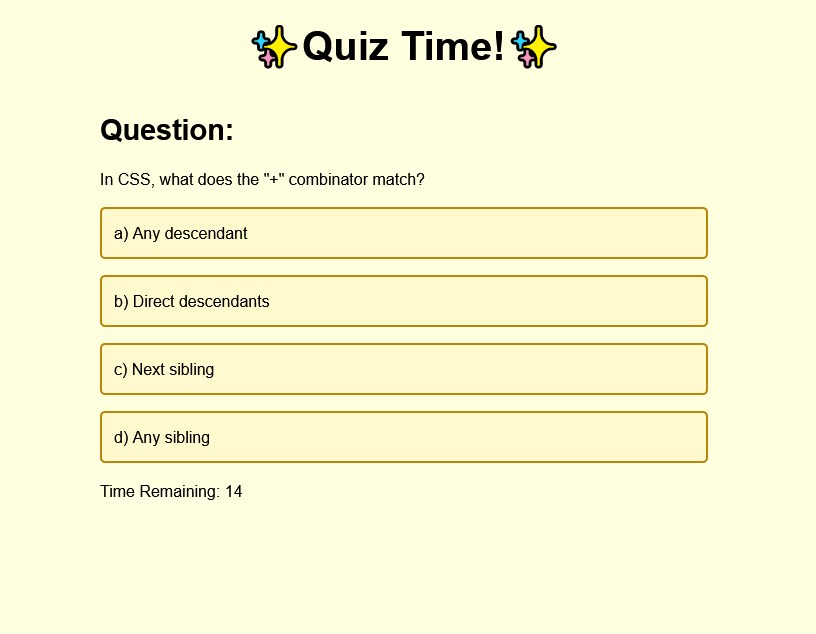 ✨Quiz Time!✨
Question:
In CSS, what does the "+" combinator match?
a) Any descendant
b) Direct descendants
c) Next sibling
d) Any sibling
Time Remaining: 14